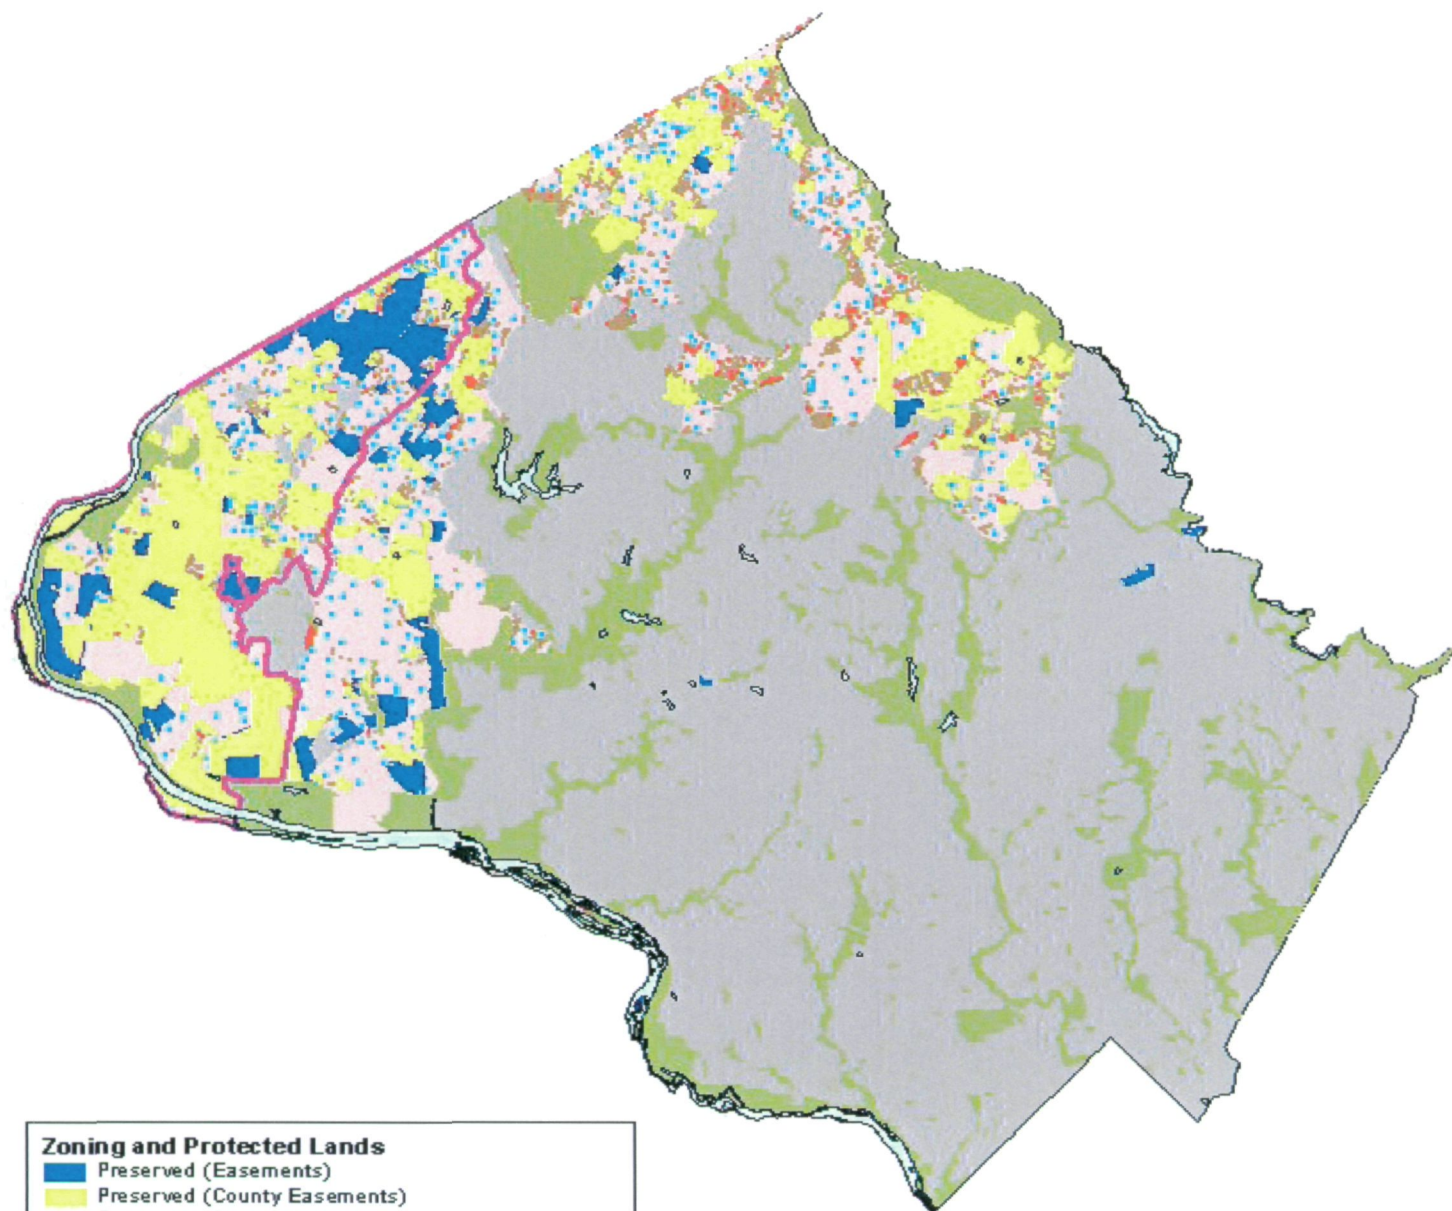 Zoning and Protected Lands
Preserved (Easements)
Preserved (County Easements)